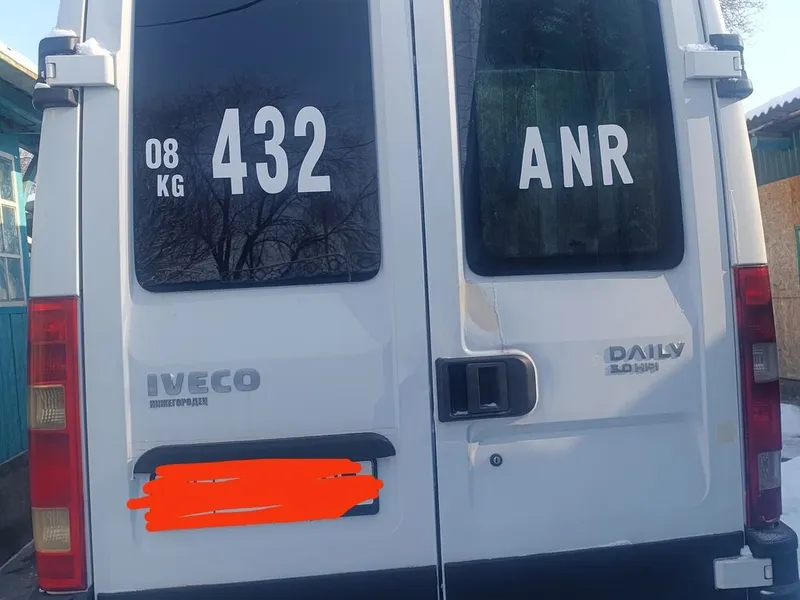 08 432
KG
ANR
IVECO
НИЖЕГОРОДЕЦ
DAILY
3.0 HPI